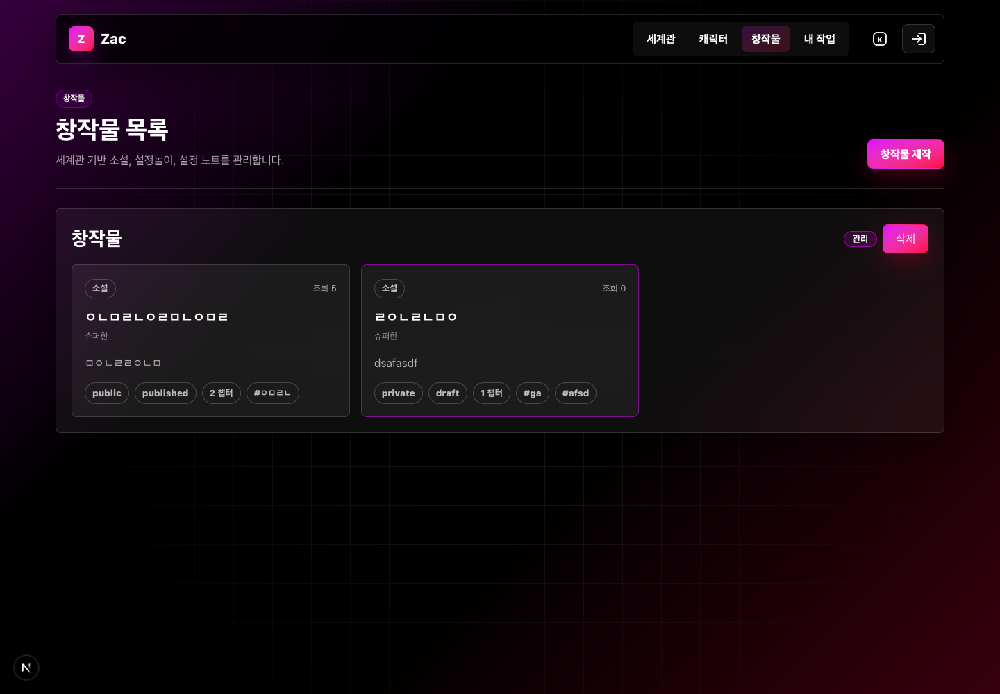 Z Zac 세계관 캐릭터 창작물 내 작업 K
창작물
창작물 목록
세계관 기반 소설, 설정놀이, 설정 노트를 관리합니다.
창작물 제작
창작물 관리 삭제
소설 조회 5
ㅇㄴㅁㄹㄴㅇㄹㅁㄴㅇㅁㄹ
슈퍼한
ㅁㅇㄴㄹㄹㅇㄴㅁ
public published 2 챕터 #ㅇㅁㄹㄴ
소설 조회 0
ㄹㅇㄴㄹㄴㅁㅇ
슈퍼한
dsafasdf
private draft 1 챕터 #ga #afsd
N